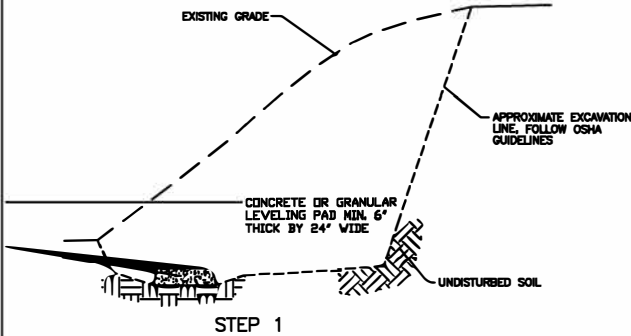 EXISTING GRADE
APPROXIMATE EXCAVATION
LINE, FOLLOW OSHA
GUIDELINES
CONCRETE OR GRANULAR
LEVELING PAD MIN. 6"
THICK BY 24" WIDE
UNDISTURBED SOIL
STEP 1